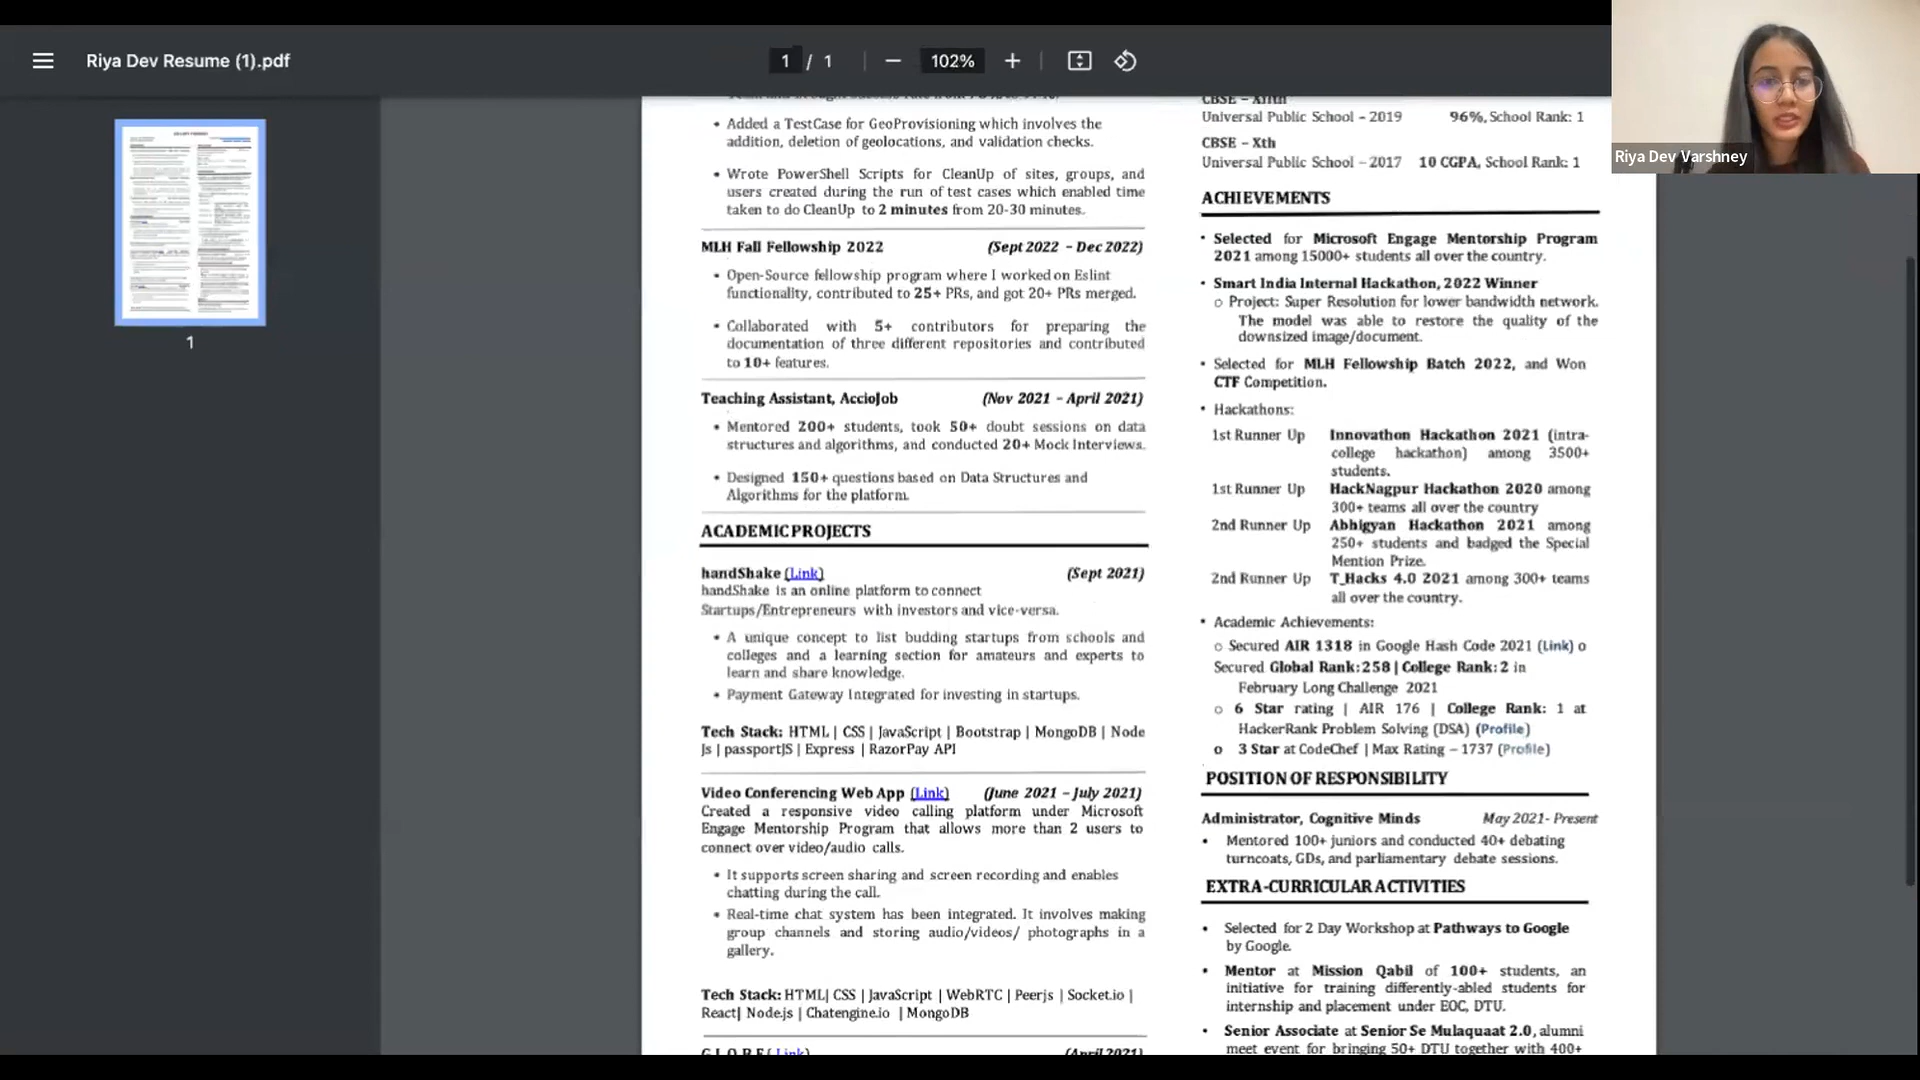 Riya Dev Resume (1).pdf
1 / 1
102%
Riya Dev Varshney
1
• Added a TestCase for GeoProvisioning which involves the
addition, deletion of geolocations, and validation checks.
• Wrote PowerShell Scripts for CleanUp of sites, groups, and
users created during the run of test cases which enabled time
taken to do CleanUp to 2 minutes from 20-30 minutes.
MLH Fall Fellowship 2022 (Sept 2022 – Dec 2022)
• Open-Source fellowship program where I worked on Eslint
functionality, contributed to 25+ PRs, and got 20+ PRs merged.
• Collaborated with 5+ contributors for preparing the
documentation of three different repositories and contributed
to 10+ features.
Teaching Assistant, AccioJob (Nov 2021 – April 2021)
• Mentored 200+ students, took 50+ doubt sessions on data
structures and algorithms, and conducted 20+ Mock Interviews.
• Designed 150+ questions based on Data Structures and
Algorithms for the platform.
ACADEMIC PROJECTS
handShake (Link) (Sept 2021)
handShake is an online platform to connect
Startups/Entrepreneurs with investors and vice-versa.
• A unique concept to list budding startups from schools and
colleges and a learning section for amateurs and experts to
learn and share knowledge.
• Payment Gateway Integrated for investing in startups.
Tech Stack: HTML | CSS | JavaScript | Bootstrap | MongoDB | Node
Js | passportJS | Express | RazorPay API
Video Conferencing Web App (Link) (June 2021 – July 2021)
Created a responsive video calling platform under Microsoft
Engage Mentorship Program that allows more than 2 users to
connect over video/audio calls.
• It supports screen sharing and screen recording and enables
chatting during the call.
• Real-time chat system has been integrated. It involves making
group channels and storing audio/videos/ photographs in a
gallery.
Tech Stack: HTML| CSS | JavaScript | WebRTC | Peerjs | Socket.io |
React| Node.js | Chatengine.io | MongoDB
G.L.O.B.E ( Link) (April 2021)
CBSE – XIIth
Universal Public School – 2019 96%, School Rank: 1
CBSE – Xth
Universal Public School – 2017 10 CGPA, School Rank: 1
ACHIEVEMENTS
• Selected for Microsoft Engage Mentorship Program
2021 among 15000+ students all over the country.
• Smart India Internal Hackathon, 2022 Winner
o Project: Super Resolution for lower bandwidth network.
The model was able to restore the quality of the
downsized image/document.
• Selected for MLH Fellowship Batch 2022, and Won
CTF Competition.
• Hackathons:
1st Runner Up Innovathon Hackathon 2021 (intra-
college hackathon) among 3500+
students.
1st Runner Up HackNagpur Hackathon 2020 among
300+ teams all over the country
2nd Runner Up Abhigyan Hackathon 2021 among
250+ students and badged the Special
Mention Prize.
2nd Runner Up T_Hacks 4.0 2021 among 300+ teams
all over the country.
• Academic Achievements:
o Secured AIR 1318 in Google Hash Code 2021 (Link) o
Secured Global Rank: 258 | College Rank: 2 in
February Long Challenge 2021
o 6 Star rating | AIR 176 | College Rank: 1 at
HackerRank Problem Solving (DSA) (Profile)
o 3 Star at CodeChef | Max Rating – 1737 (Profile)
POSITION OF RESPONSIBILITY
Administrator, Cognitive Minds May 2021- Present
• Mentored 100+ juniors and conducted 40+ debating
turncoats, GDs, and parliamentary debate sessions.
EXTRA-CURRICULAR ACTIVITIES
• Selected for 2 Day Workshop at Pathways to Google
by Google.
• Mentor at Mission Qabil of 100+ students, an
initiative for training differently-abled students for
internship and placement under EOC, DTU.
• Senior Associate at Senior Se Mulaquaat 2.0, alumni
meet event for bringing 50+ DTU together with 400+